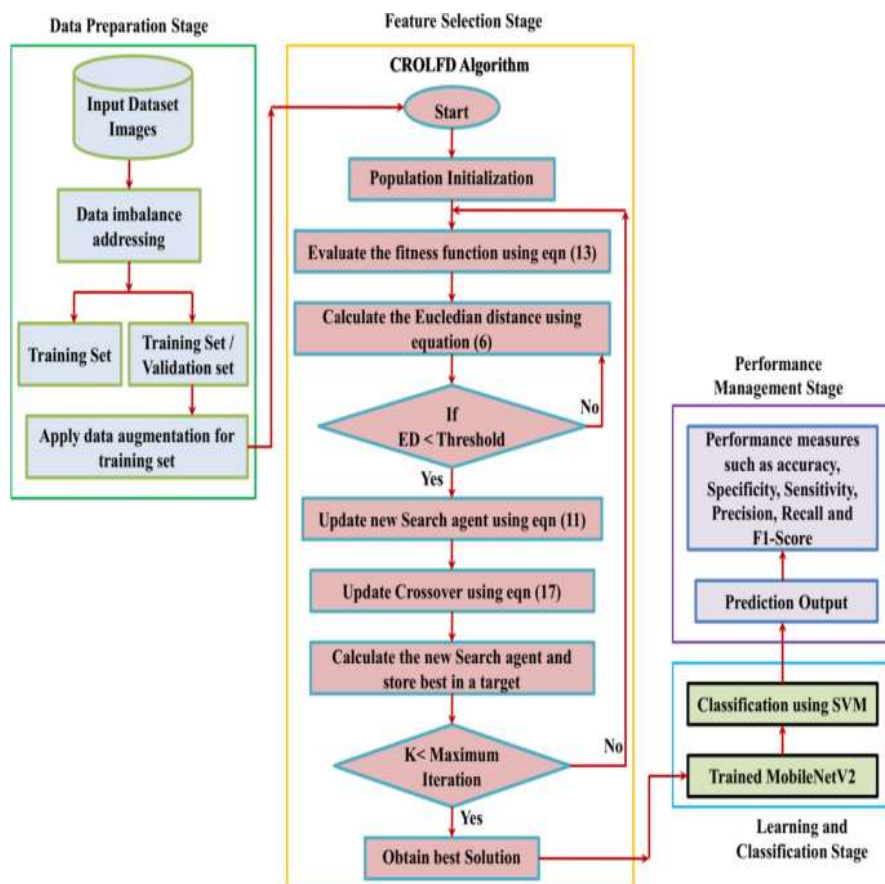 Data Preparation Stage
Input Dataset
Images
Data imbalance
addressing
Training Set
Training Set /
Validation set
Apply data augmentation for
training set
Feature Selection Stage
CROLFD Algorithm
Start
Population Initialization
Evaluate the fitness function using eqn (13)
Calculate the Eucledian distance using
equation (6)
If
ED < Threshold
No
Yes
Update new Search agent using eqn (11)
Update Crossover using eqn (17)
Calculate the new Search agent and
store best in a target
K< Maximum
Iteration
No
Yes
Obtain best Solution
Performance
Management Stage
Performance measures
such as accuracy,
Specificity, Sensitivity,
Precision, Recall and
F1-Score
Prediction Output
Classification using SVM
Trained MobileNetV2
Learning and
Classification Stage